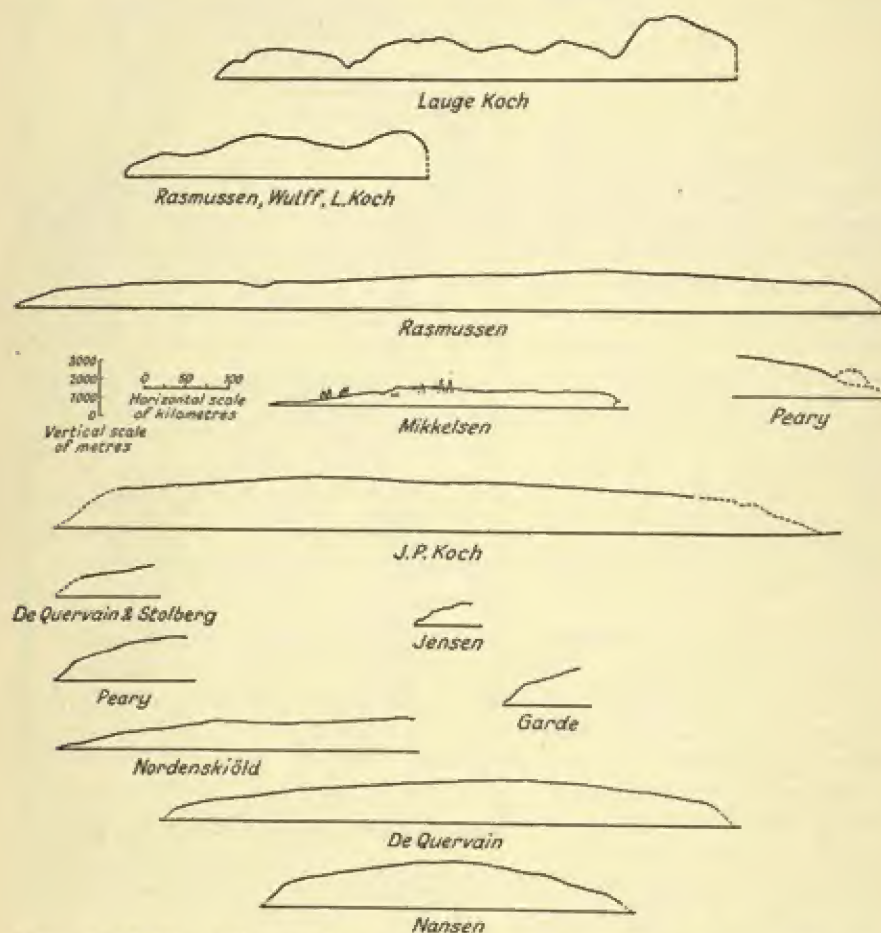 Lauge Koch
Rasmussen, Wulff, L.Koch
Rasmussen
3000
2000
1000
0
Vertical scale
of metres
0 50 100
Horizontal scale
of kilometres
Mikkelsen
Peary
J.P. Koch
De Quervain & Stolberg
Jensen
Peary
Garde
Nordenskiöld
De Quervain
Nansen